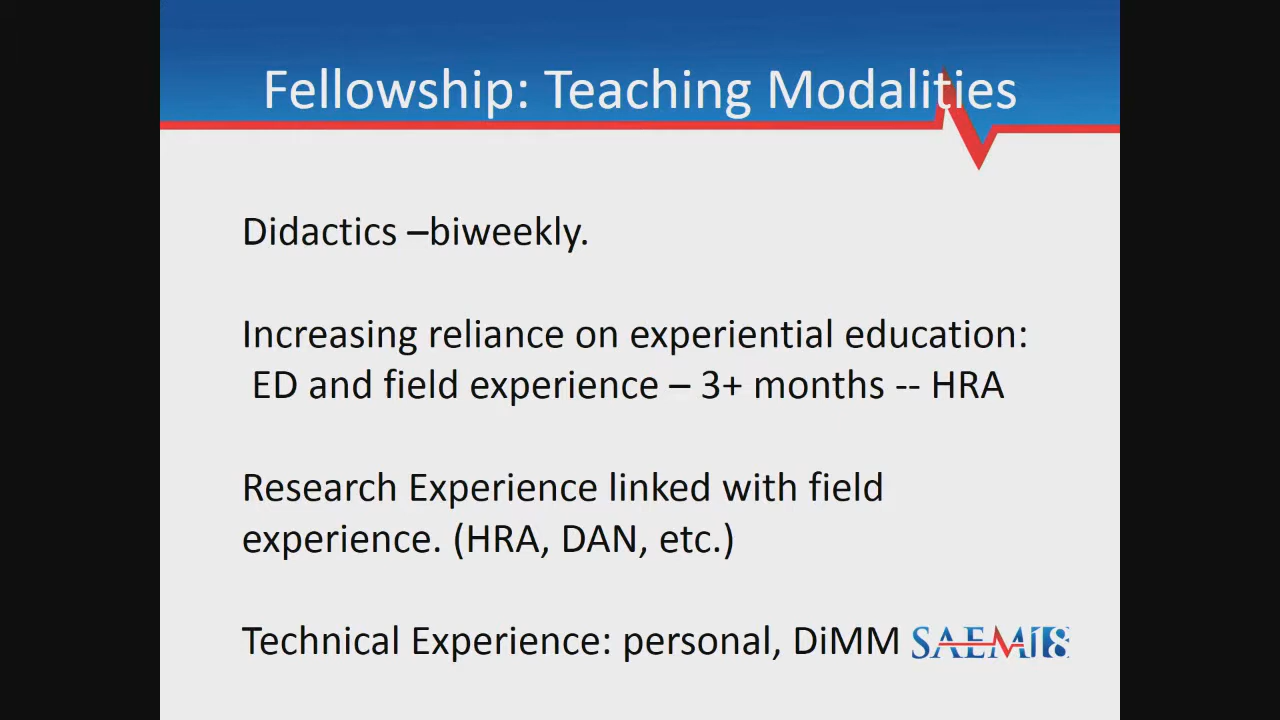 Fellowship: Teaching Modalities
Didactics –biweekly.
Increasing reliance on experiential education:
ED and field experience – 3+ months -- HRA
Research Experience linked with field
experience. (HRA, DAN, etc.)
Technical Experience: personal, DiMM
SAEM18